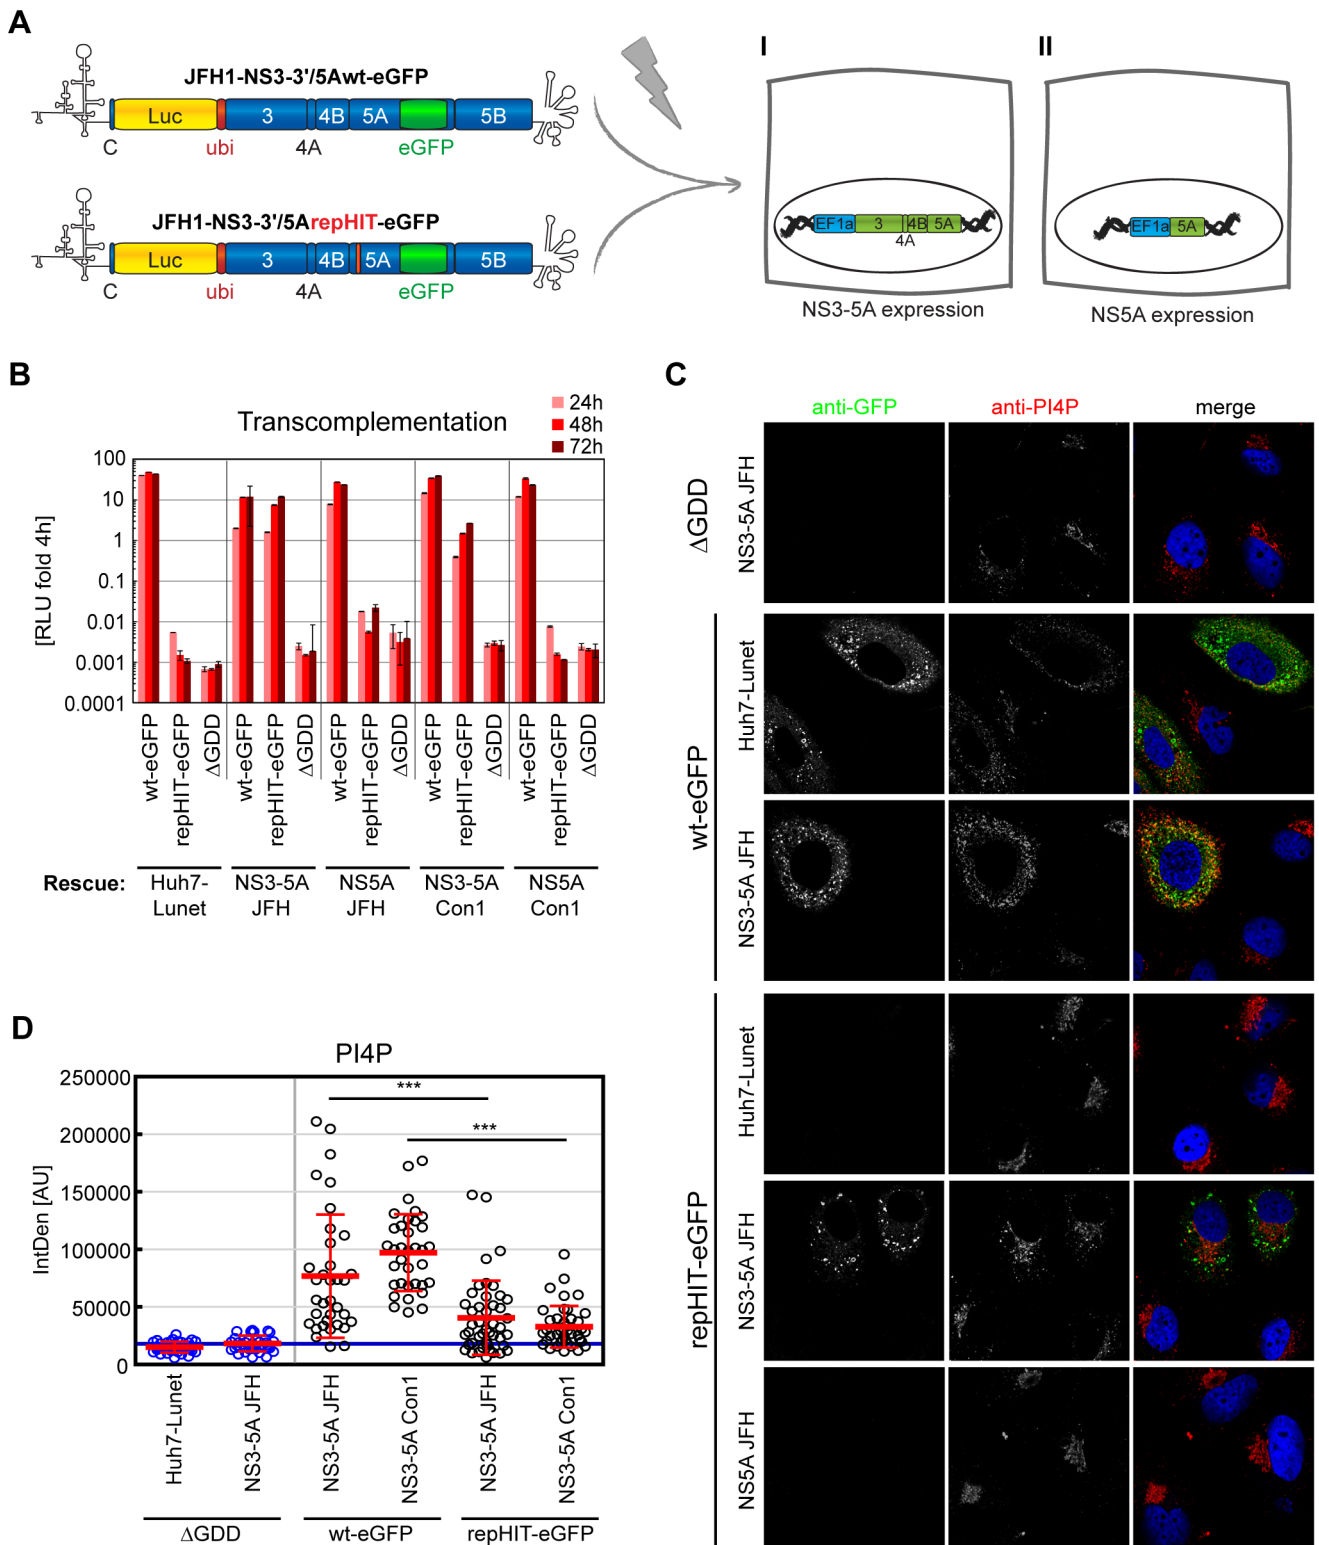 A
JFH1-NS3-3'/5Awt-eGFP
Luc 3 4B 5A 5B
C ubi 4A eGFP
JFH1-NS3-3'/5ArepHIT-eGFP
Luc 3 4B 5A 5B
C ubi 4A eGFP
I
EF1a 3 4B 5A
4A
NS3-5A expression
II
EF1a 5A
NS5A expression
B
Transcomplementation
24h
48h
72h
[RLU fold 4h]
100
10
1
0.1
0.01
0.001
0.0001
wt-eGFP
repHIT-eGFP
ΔGDD
wt-eGFP
repHIT-eGFP
ΔGDD
wt-eGFP
repHIT-eGFP
ΔGDD
wt-eGFP
repHIT-eGFP
ΔGDD
wt-eGFP
repHIT-eGFP
ΔGDD
Rescue:
Huh7-
Lunet
NS3-5A
JFH
NS5A
JFH
NS3-5A
Con1
NS5A
Con1
C
anti-GFP anti-PI4P merge
ΔGDD
NS3-5A JFH
wt-eGFP
Huh7-Lunet
NS3-5A JFH
repHIT-eGFP
Huh7-Lunet
NS3-5A JFH
NS5A JFH
D
PI4P
IntDen [AU]
250000
200000
150000
100000
50000
0
***
***
Huh7-Lunet
NS3-5A JFH
NS3-5A JFH
NS3-5A Con1
NS3-5A JFH
NS3-5A Con1
ΔGDD
wt-eGFP
repHIT-eGFP